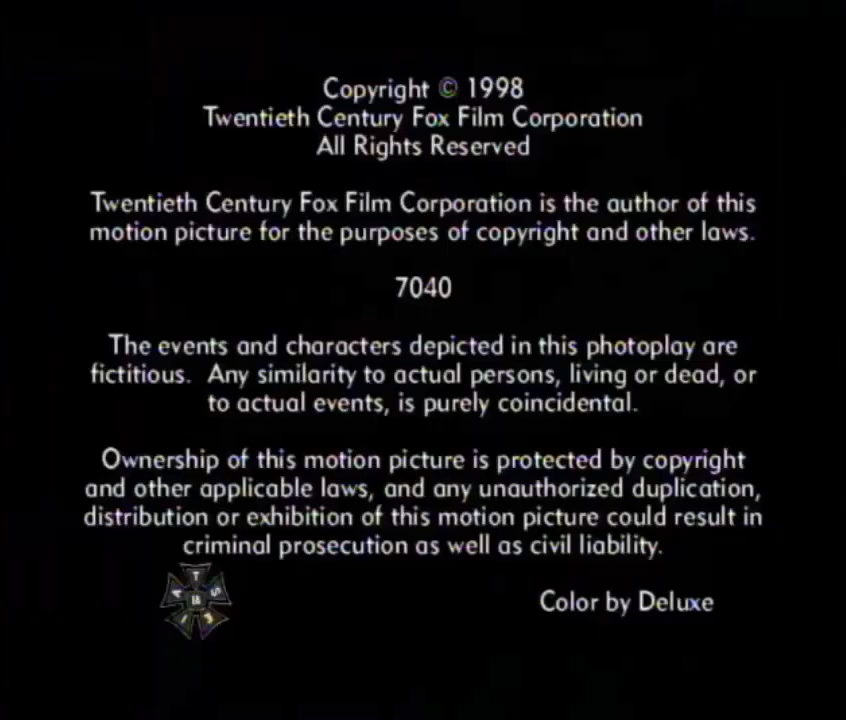 Copyright © 1998
Twentieth Century Fox Film Corporation
All Rights Reserved
Twentieth Century Fox Film Corporation is the author of this
motion picture for the purposes of copyright and other laws.
7040
The events and characters depicted in this photoplay are
fictitious.  Any similarity to actual persons, living or dead, or
to actual events, is purely coincidental.
Ownership of this motion picture is protected by copyright
and other applicable laws, and any unauthorized duplication,
distribution or exhibition of this motion picture could result in
criminal prosecution as well as civil liability.
Color by Deluxe